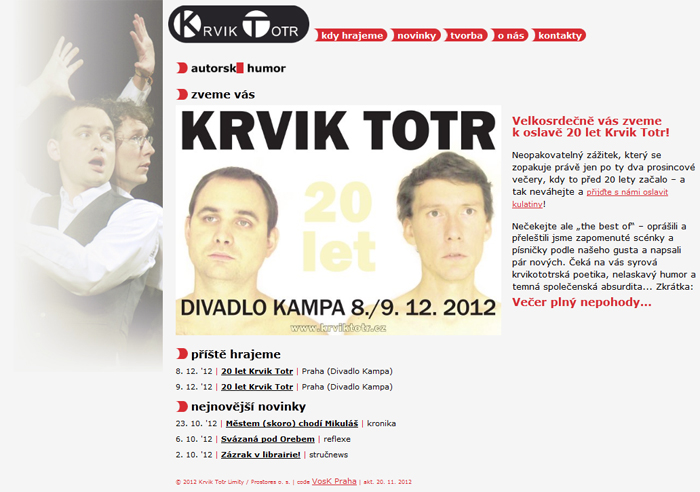 KRVIK TOTR
kdy hrajeme
novinky
tvorba
o nás
kontakty
autorsk humor
zveme vás
KRVIK TOTR
20
let
DIVADLO KAMPA 8./9. 12. 2012
www.krviktotr.cz
Velkosrdečně vás zveme
k oslavě 20 let Krvik Totr!
Neopakovatelný zážitek, který se
zopakuje právě jen po ty dva prosincové
večery, kdy to před 20 lety začalo – a
tak neváhejte a přijďte s námi oslavit
kulatiny!
Nečekejte ale „the best of“ – oprášili a
přeleštili jsme zapomenuté scénky a
písničky podle našeho gusta a napsali
pár nových. Čeká na vás syrová
krvikototrská poetika, nelaskavý humor a
temná společenská absurdita... Zkrátka:
Večer plný nepohody...
příště hrajeme
8. 12. '12 | 20 let Krvik Totr | Praha (Divadlo Kampa)
9. 12. '12 | 20 let Krvik Totr | Praha (Divadlo Kampa)
nejnovější novinky
23. 10. '12 | Městem (skoro) chodí Mikuláš | kronika
6. 10. '12 | Svázaná pod Orebem | reflexe
2. 10. '12 | Zázrak v librairie! | stručnews
© 2012 Krvik Totr Limity / Prostores o. s. | code VosK Praha | akt. 20. 11. 2012